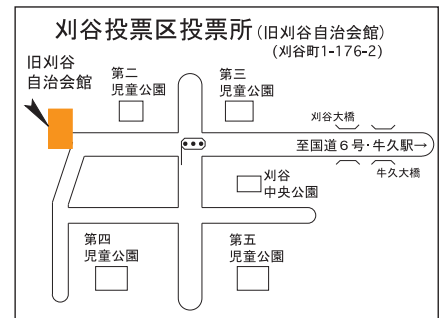 刈谷投票区投票所(旧刈谷自治会館)
(刈谷町1-176-2)
旧刈谷
自治会館
第二
児童公園
第三
児童公園
刈谷大橋
至国道6号・牛久駅→
牛久大橋
刈谷
中央公園
第四
児童公園
第五
児童公園